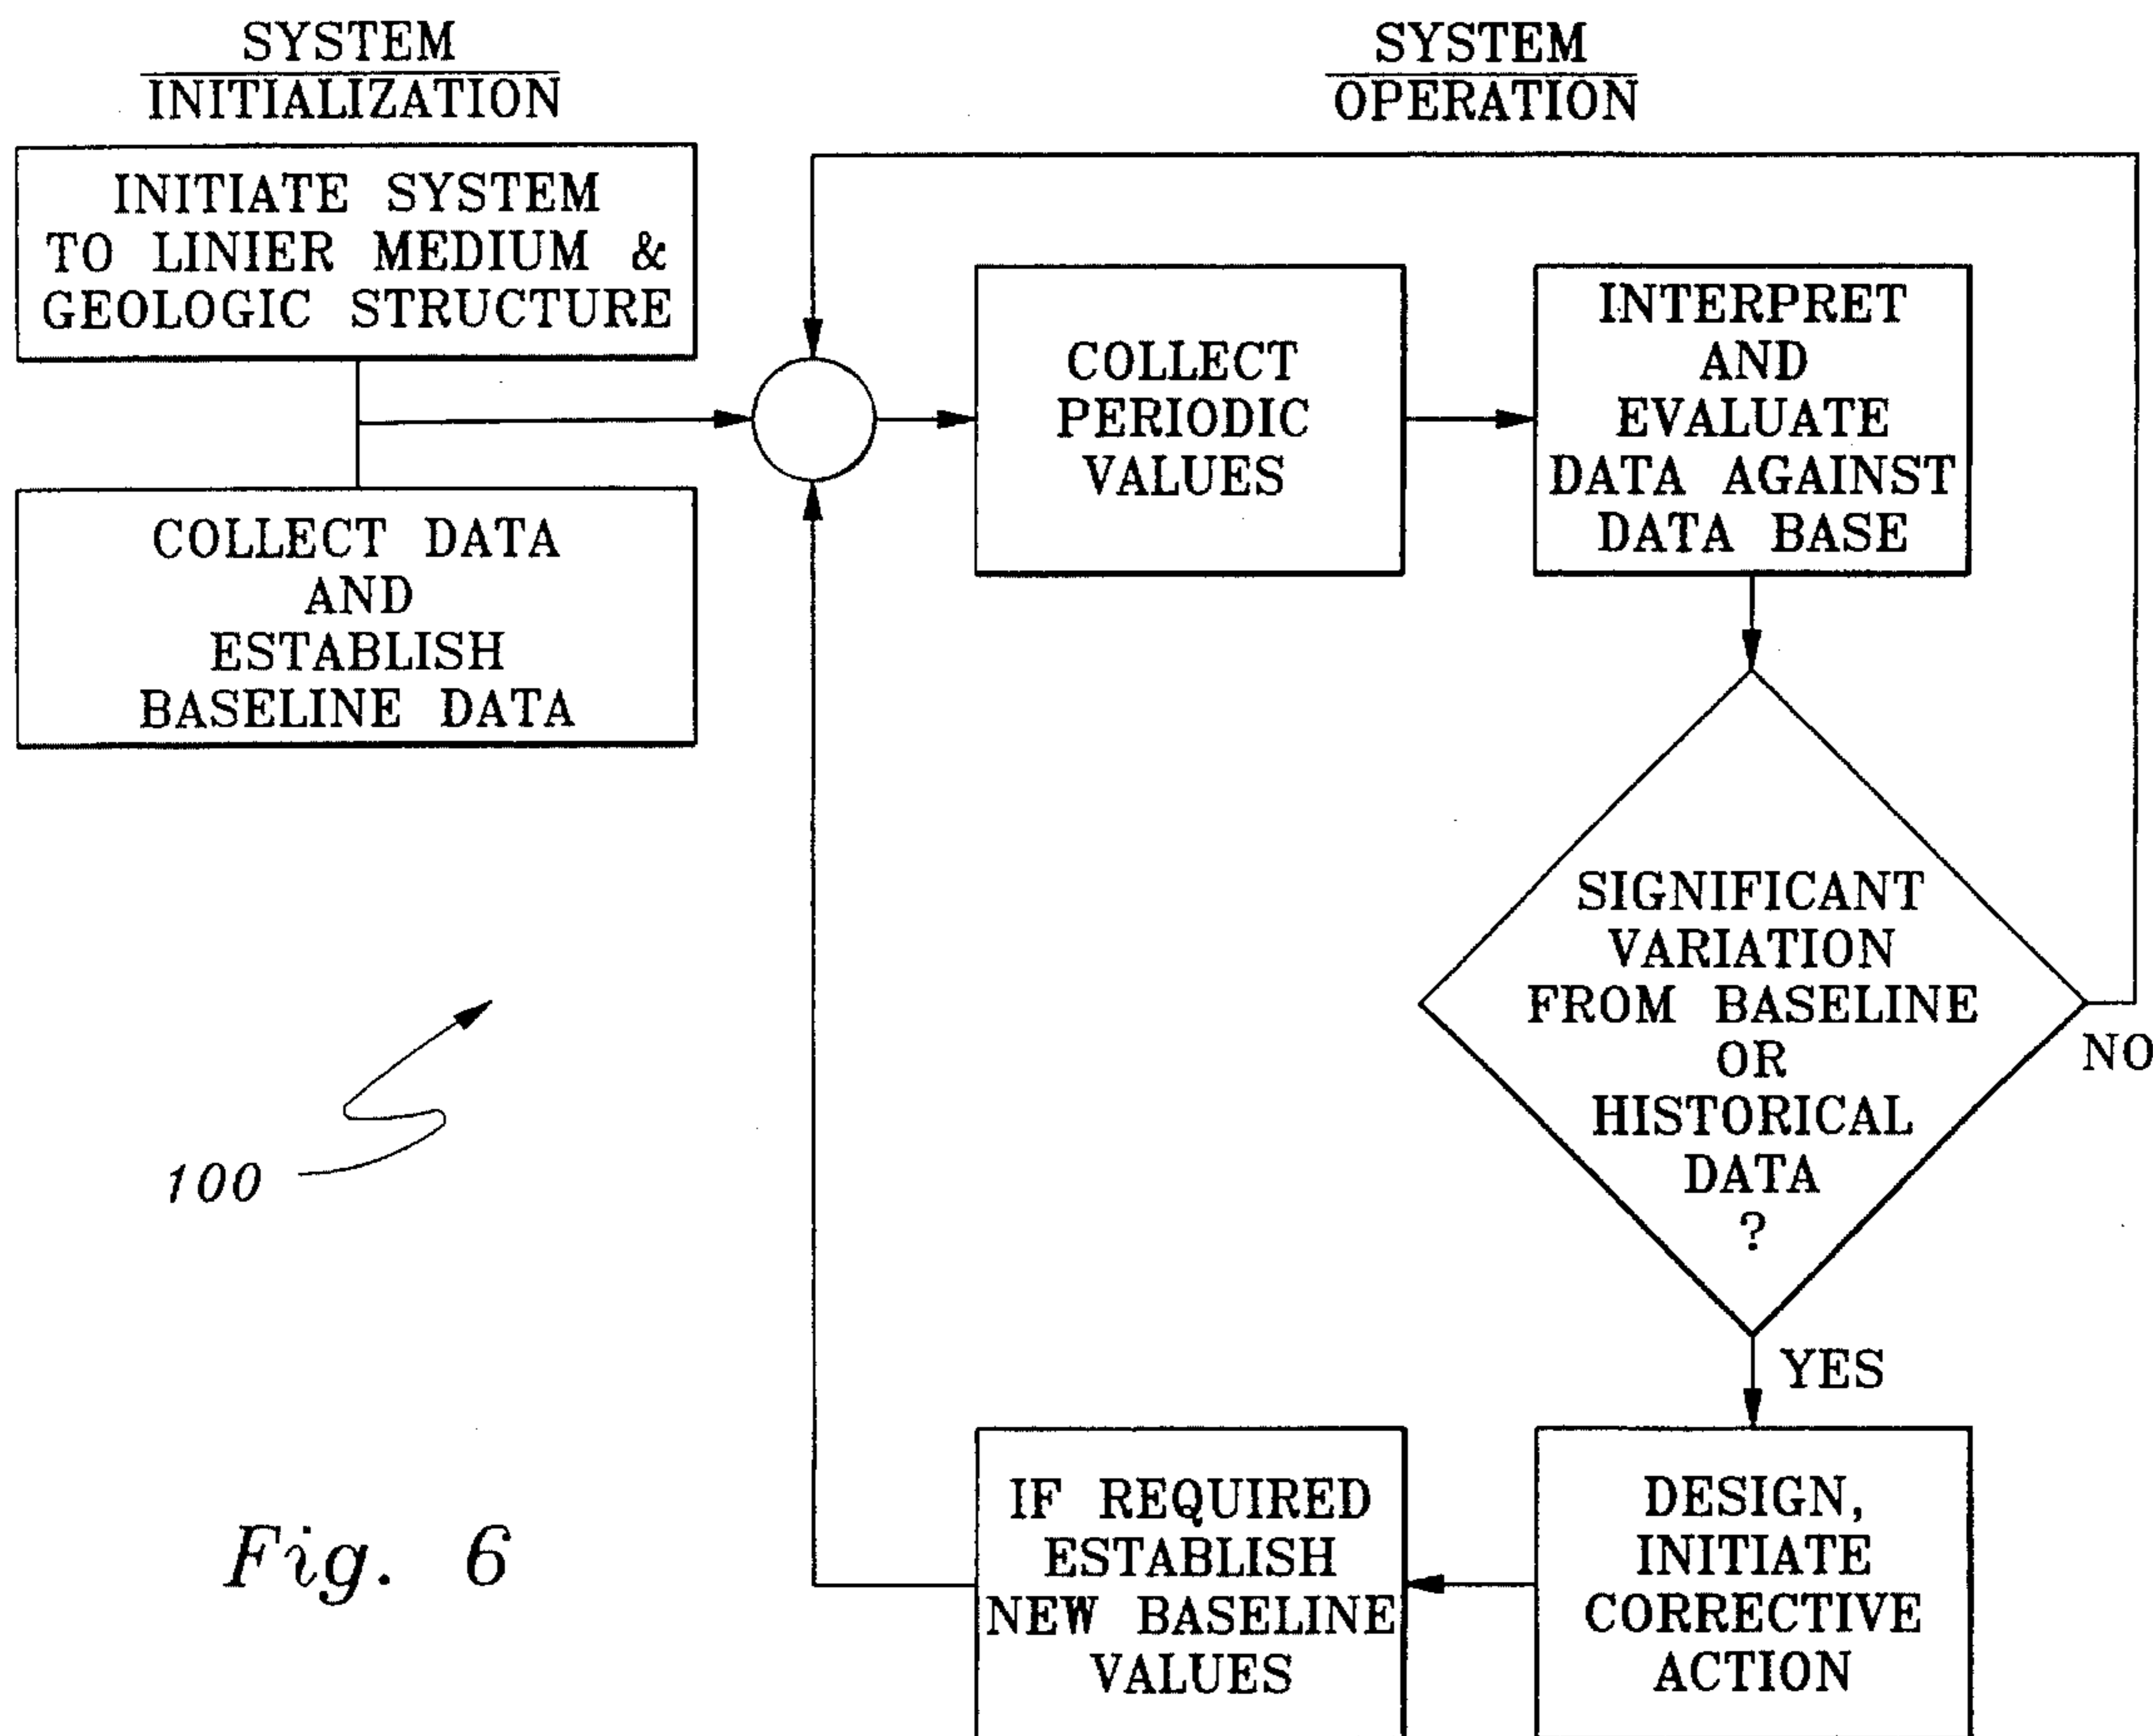 SYSTEM
INITIALIZATION
INITIATE SYSTEM
TO LINIER MEDIUM &
GEOLOGIC STRUCTURE
COLLECT DATA
AND
ESTABLISH
BASELINE DATA
SYSTEM
OPERATION
COLLECT
PERIODIC
VALUES
INTERPRET
AND
EVALUATE
DATA AGAINST
DATA BASE
SIGNIFICANT
VARIATION
FROM BASELINE
OR
HISTORICAL
DATA
?
NO
YES
DESIGN,
INITIATE
CORRECTIVE
ACTION
IF REQUIRED
ESTABLISH
NEW BASELINE
VALUES
100
Fig. 6